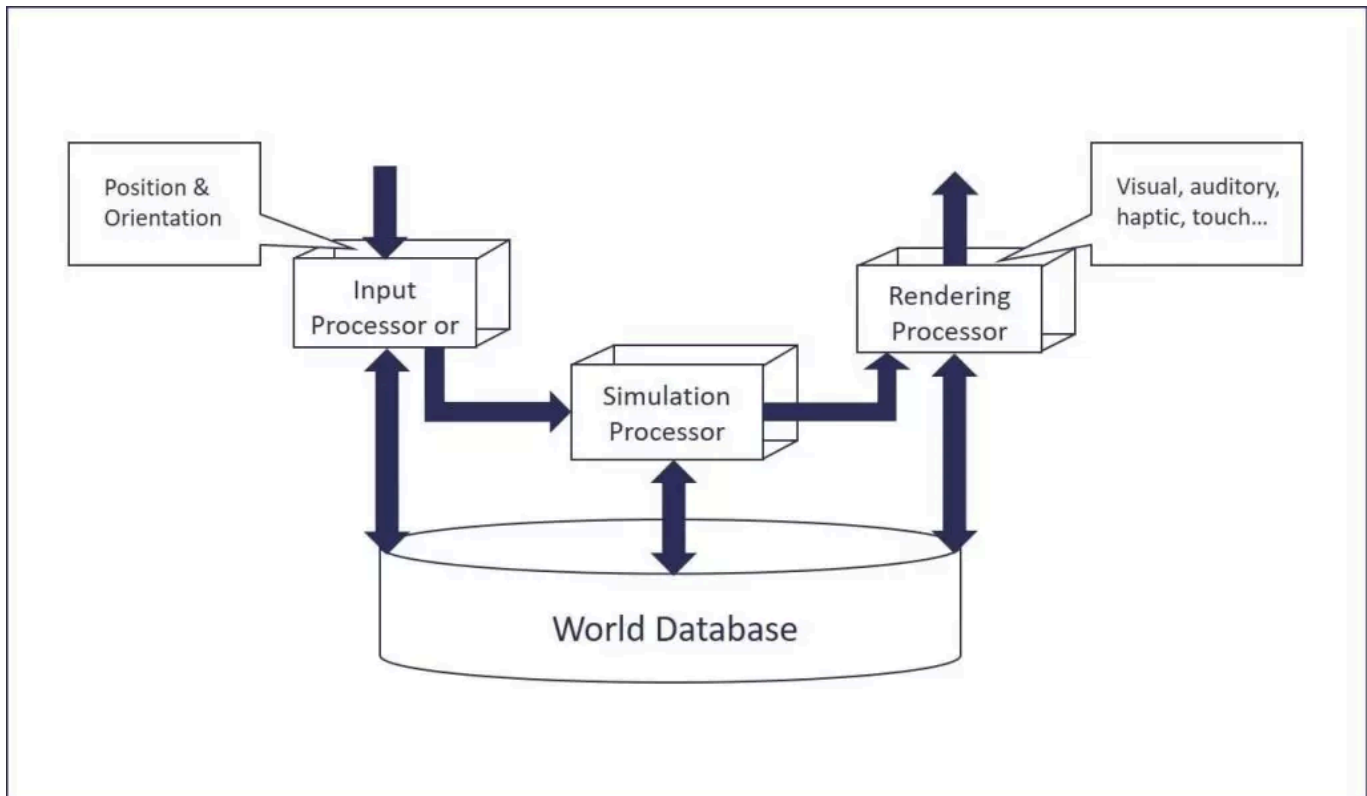 Position &
Orientation
Visual, auditory,
haptic, touch...
Input
Processor or
Rendering
Processor
Simulation
Processor
World Database